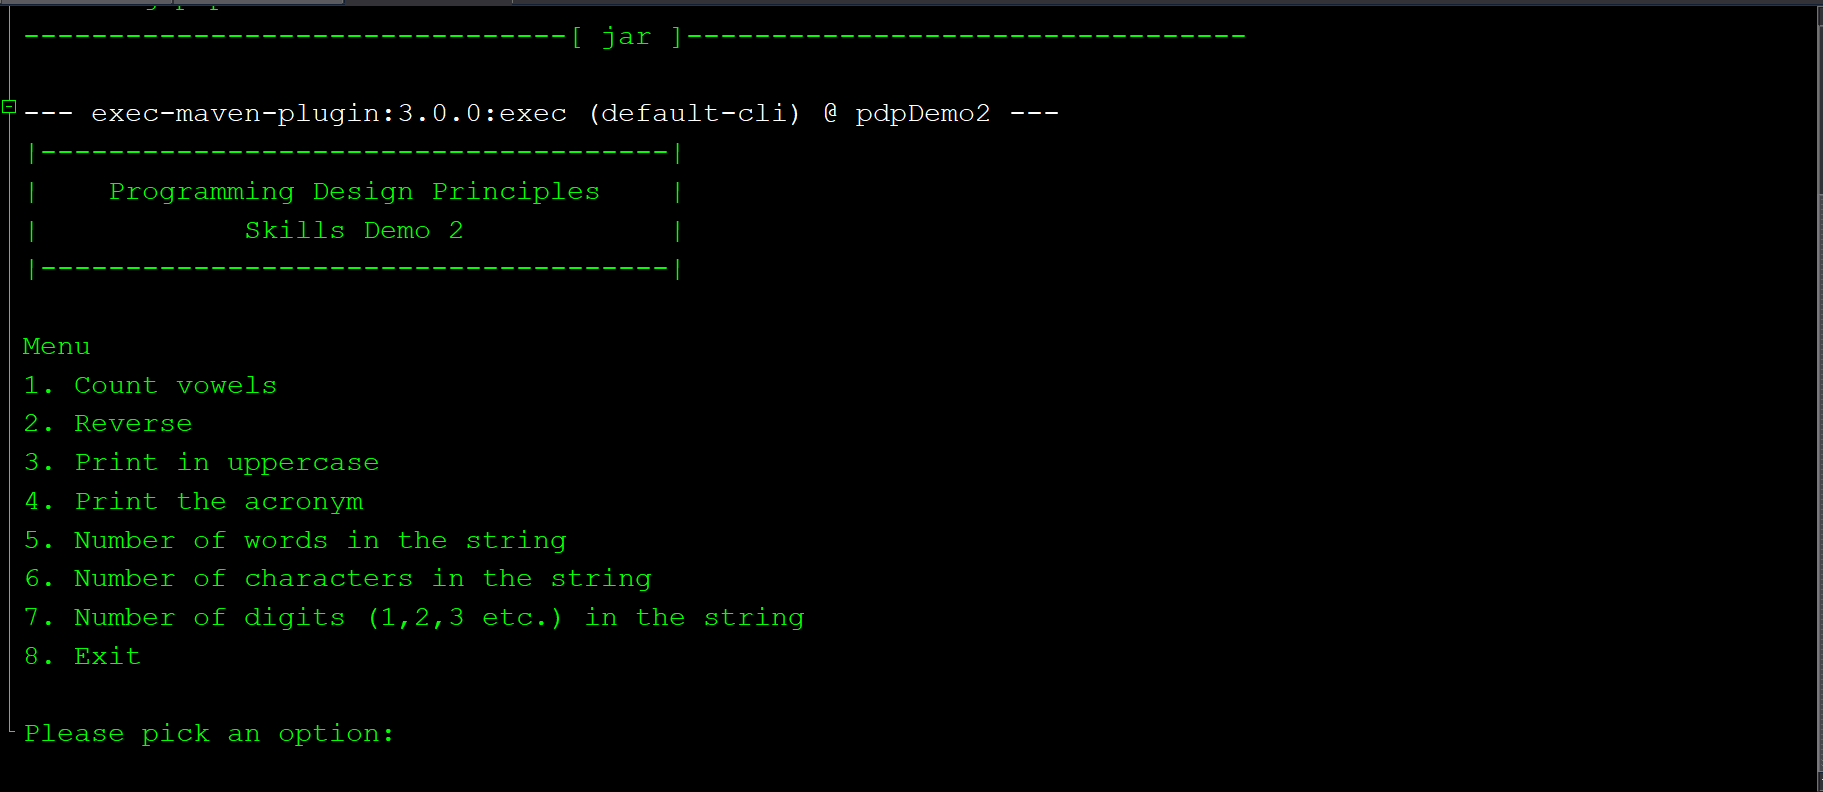 --------------------------------[ jar ]---------------------------------
--- exec-maven-plugin:3.0.0:exec (default-cli) @ pdpDemo2 ---
|-------------------------------------|
|    Programming Design Principles    |
|            Skills Demo 2            |
|-------------------------------------|
Menu
1. Count vowels
2. Reverse
3. Print in uppercase
4. Print the acronym
5. Number of words in the string
6. Number of characters in the string
7. Number of digits (1,2,3 etc.) in the string
8. Exit
Please pick an option: